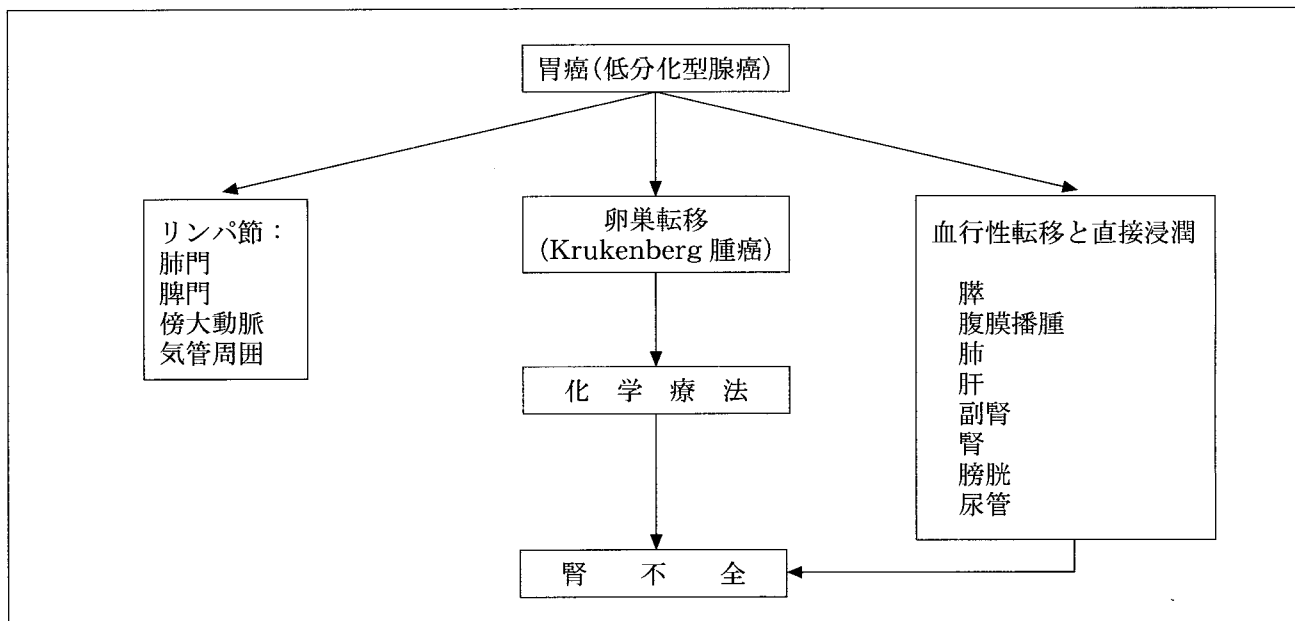 胃癌(低分化型腺癌)
リンパ節：
肺門
脾門
傍大動脈
気管周囲
卵巣転移
(Krukenberg 腫癌)
化学療法
血行性転移と直接浸潤
膵
腹膜播腫
肺
肝
副腎
腎
膀胱
尿管
腎不全